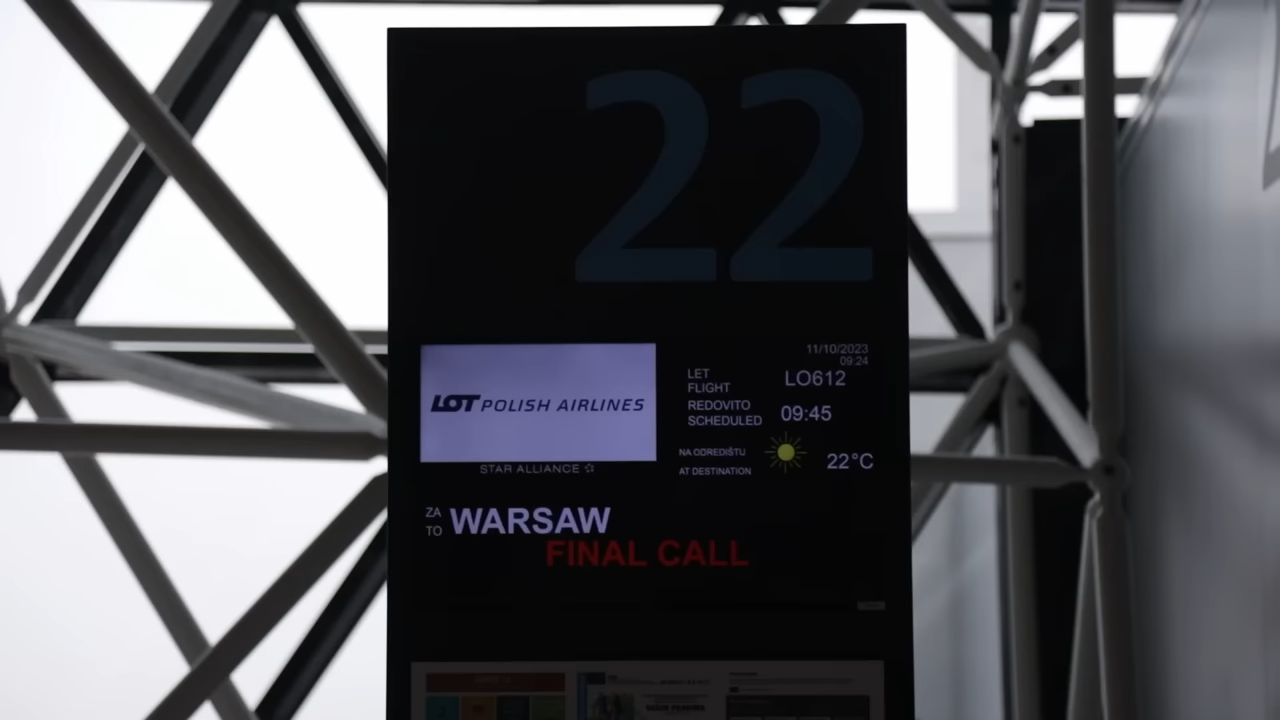 22
11/10/2023
09:24
LET
FLIGHT
LO612
REDOVITO
SCHEDULED
09:45
NA ODREDIŠTU
AT DESTINATION
22°C
LOT POLISH AIRLINES
STAR ALLIANCE
ZA
TO
WARSAW
FINAL CALL